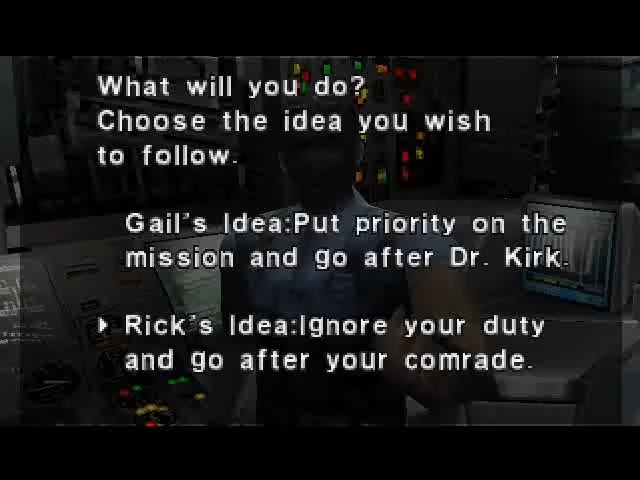 What will you do?
Choose the idea you wish
to follow.
Gail's Idea:Put priority on the
mission and go after Dr. Kirk.
Rick's Idea:Ignore your duty
and go after your comrade.